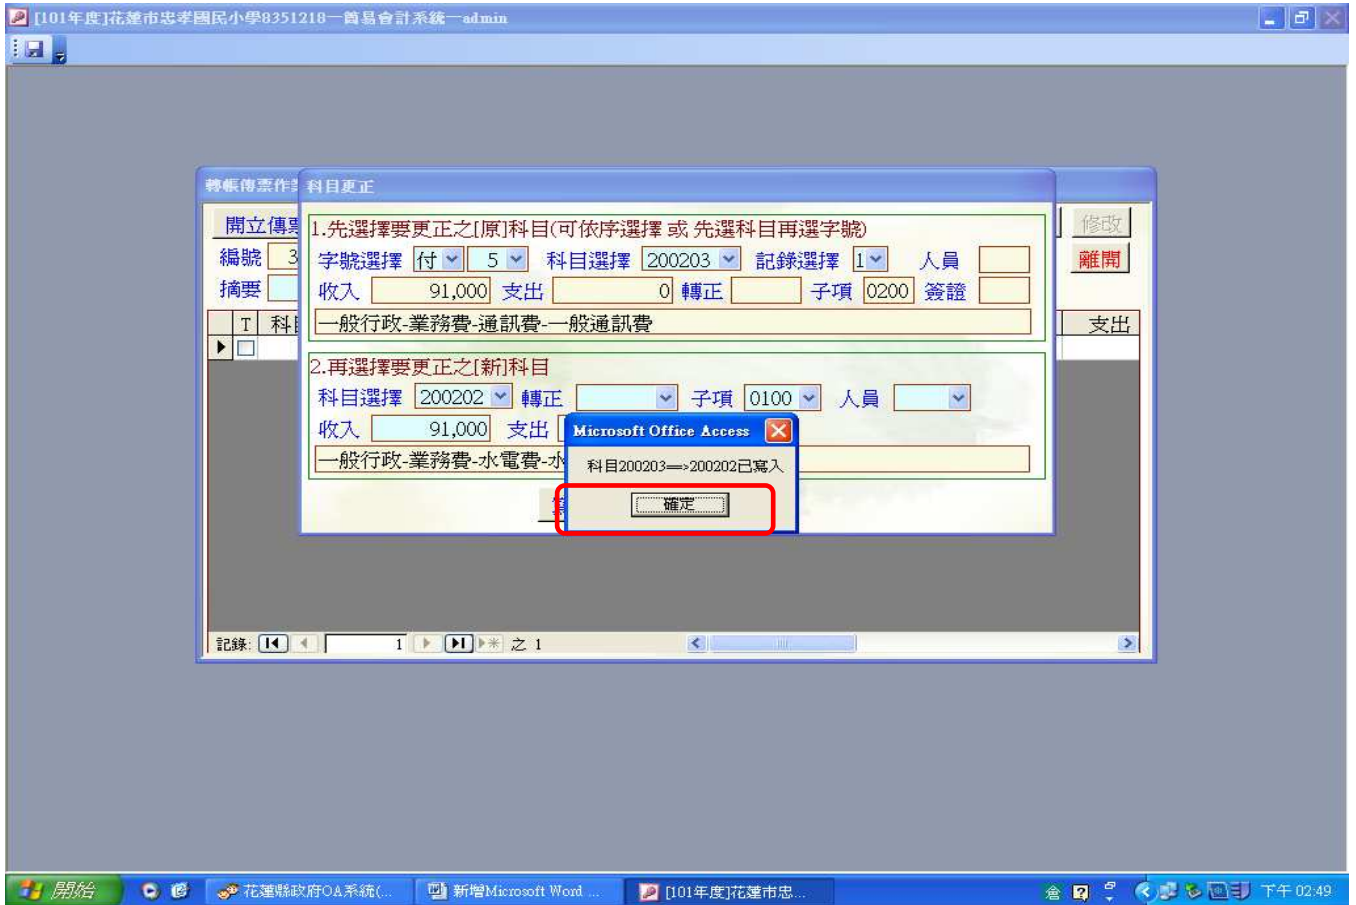 [101年度]花蓮市忠孝國民小學8351218—簡易會計系統—admin
轉帳傳票作業
科目更正
開立傳票
修改
編號 3
離開
摘要
1.先選擇要更正之[原]科目(可依序選擇 或 先選科目再選字號)
字號選擇 付 5 科目選擇 200203 記錄選擇 1 人員
收入 91,000 支出 0 轉正 子項 0200 簽證
一般行政-業務費-通訊費-一般通訊費
T 科目 支出
2.再選擇要更正之[新]科目
科目選擇 200202 轉正 子項 0100 人員
收入 91,000 支出
一般行政-業務費-水電費-水
Microsoft Office Access
科目200203==>200202已寫入
確定
記錄: 1 之 1
開始
花蓮縣政府OA系統(...
新增Microsoft Word ...
[101年度]花蓮市忠...
倉
下午 02:49